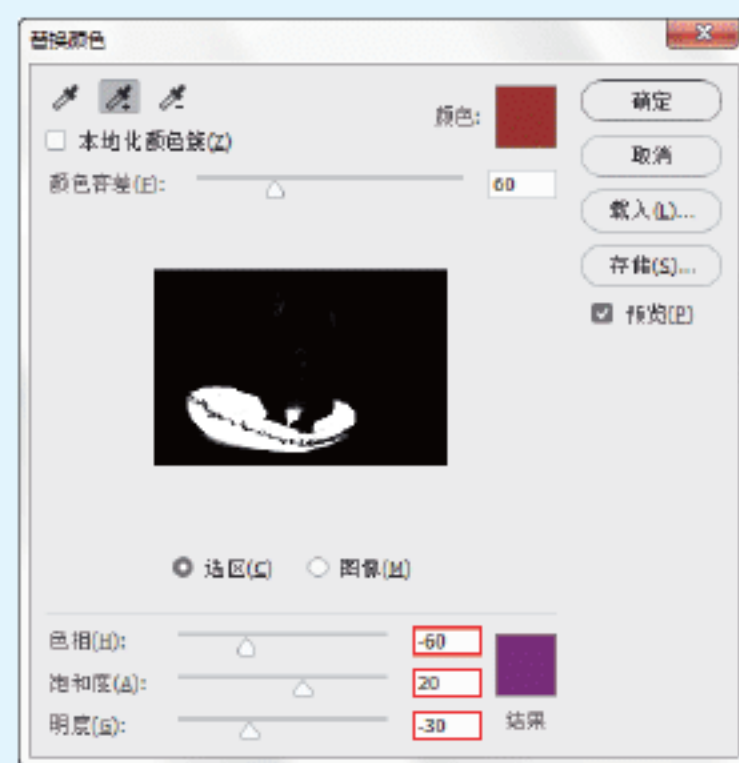 替换颜色
颜色:
确定
本地化颜色簇(Z)
取消
颜色容差(F):
60
载入(L)...
存储(S)...
预览(P)
选区(C)
图像(M)
色相(H):
-60
饱和度(A):
20
明度(G):
-30
结果